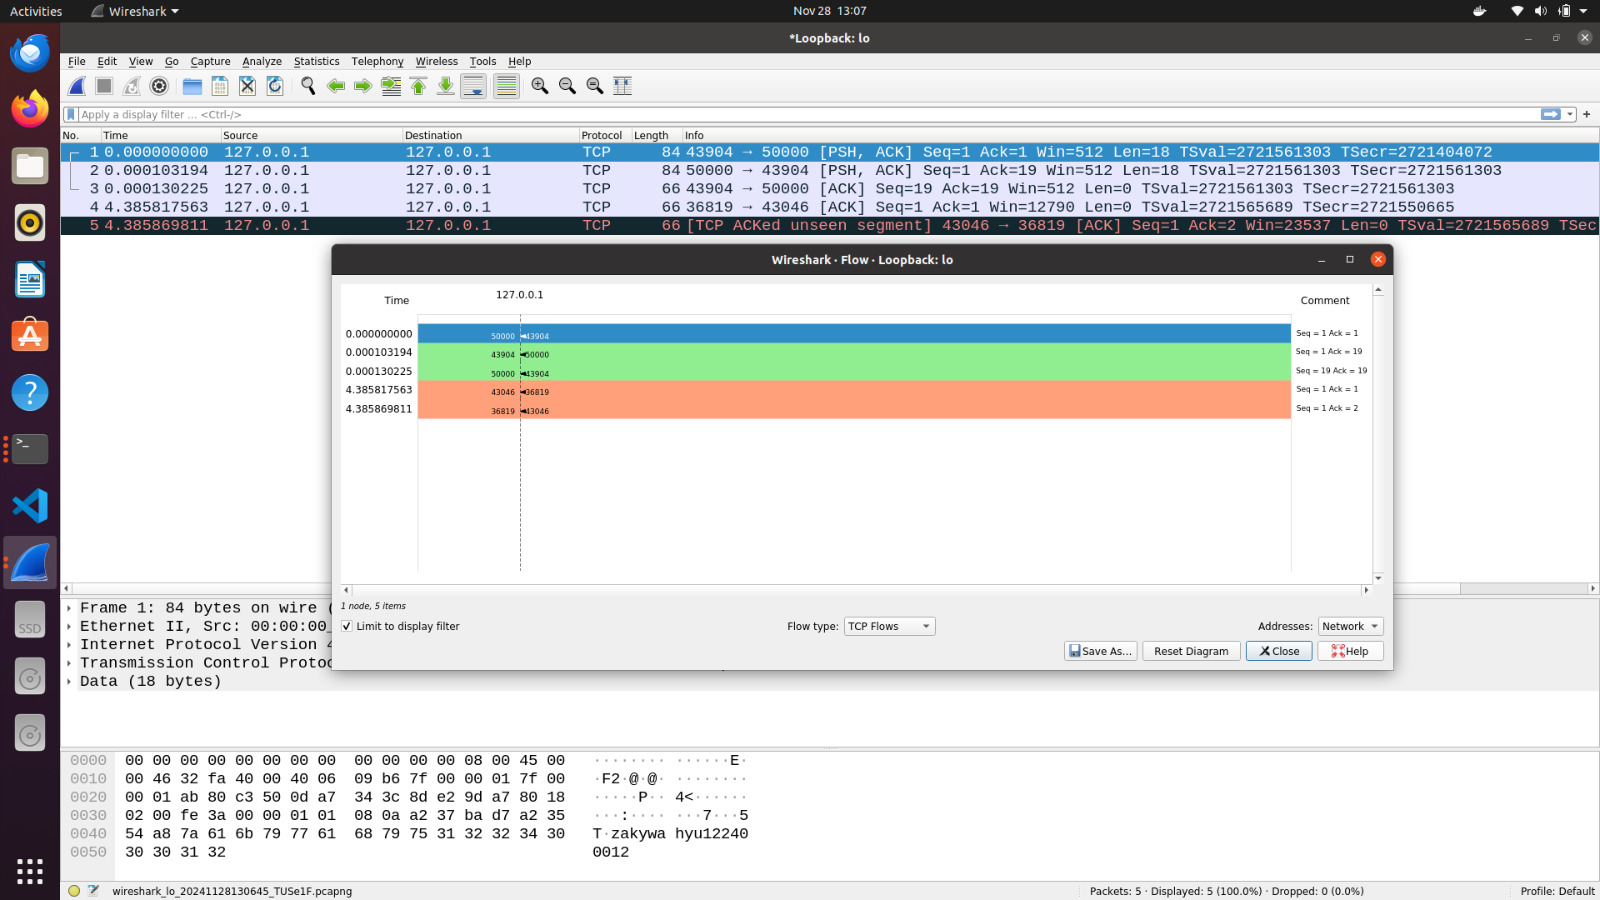 Activities
Wireshark
Nov 28 13:07
*Loopback: lo
File Edit View Go Capture Analyze Statistics Telephony Wireless Tools Help
Apply a display filter ... <Ctrl-/>
No. Time Source Destination Protocol Length Info
1 0.000000000 127.0.0.1 127.0.0.1 TCP 84 43904 → 50000 [PSH, ACK] Seq=1 Ack=1 Win=512 Len=18 TSval=2721561303 TSecr=2721404072
2 0.000103194 127.0.0.1 127.0.0.1 TCP 84 50000 → 43904 [PSH, ACK] Seq=1 Ack=19 Win=512 Len=18 TSval=2721561303 TSecr=2721561303
3 0.000130225 127.0.0.1 127.0.0.1 TCP 66 43904 → 50000 [ACK] Seq=19 Ack=19 Win=512 Len=0 TSval=2721561303 TSecr=2721561303
4 4.385817563 127.0.0.1 127.0.0.1 TCP 66 36819 → 43046 [ACK] Seq=1 Ack=1 Win=12790 Len=0 TSval=2721565689 TSecr=2721550665
5 4.385869811 127.0.0.1 127.0.0.1 TCP 66 [TCP ACKed unseen segment] 43046 → 36819 [ACK] Seq=1 Ack=2 Win=23537 Len=0 TSval=2721565689 TSec
Wireshark · Flow · Loopback: lo
Time 127.0.0.1 Comment
0.000000000 50000 43904 Seq = 1 Ack = 1
0.000103194 43904 50000 Seq = 1 Ack = 19
0.000130225 50000 43904 Seq = 19 Ack = 19
4.385817563 43046 36819 Seq = 1 Ack = 1
4.385869811 36819 43046 Seq = 1 Ack = 2
1 node, 5 items
Limit to display filter Flow type: TCP Flows Addresses: Network
Save As... Reset Diagram Close Help
Frame 1: 84 bytes on wire (
Ethernet II, Src: 00:00:00_
Internet Protocol Version 4
Transmission Control Protoc
Data (18 bytes)
0000 00 00 00 00 00 00 00 00 00 00 00 00 08 00 45 00 ········ ······E·
0010 00 46 32 fa 40 00 40 06 09 b6 7f 00 00 01 7f 00 ·F2·@·@· ········
0020 00 01 ab 80 c3 50 0d a7 34 3c 8d e2 9d a7 80 18 ·····P·· 4<······
0030 02 00 fe 3a 00 00 01 01 08 0a a2 37 ba d7 a2 35 ···:···· ···7···5
0040 54 a8 7a 61 6b 79 77 61 68 79 75 31 32 32 34 30 T·zakywa hyu12240
0050 30 30 31 32 0012
SSD
wireshark_lo_20241128130645_TUSe1F.pcapng
Packets: 5 · Displayed: 5 (100.0%) · Dropped: 0 (0.0%)
Profile: Default